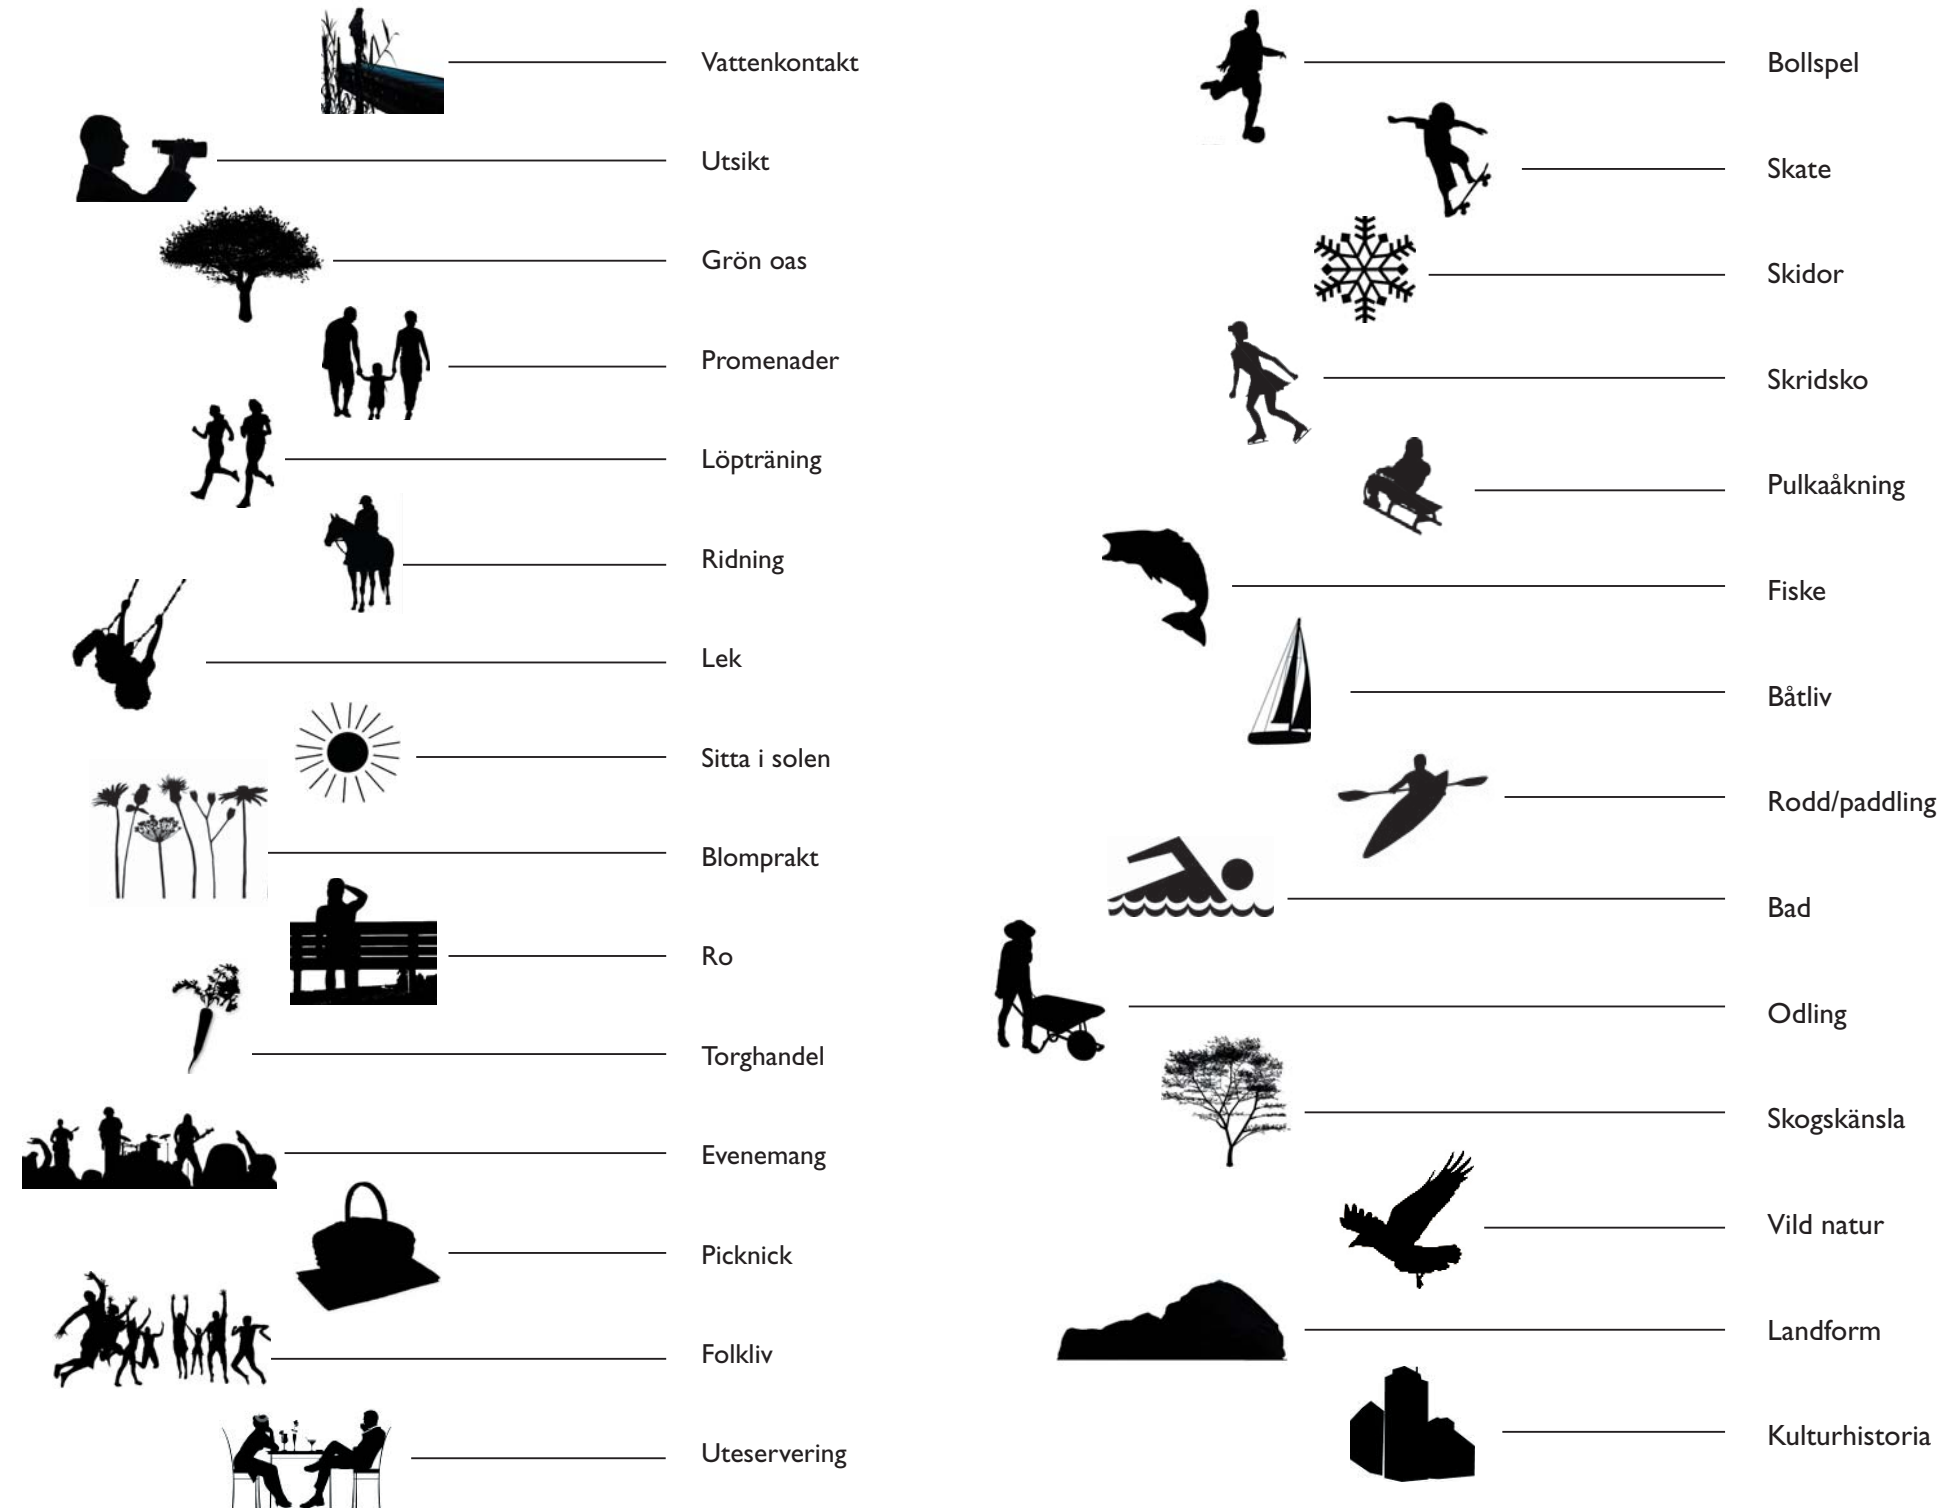 Vattenkontakt
Utsikt
Grön oas
Promenader
Löpträning
Ridning
Lek
Sitta i solen
Blomprakt
Ro
Torghandel
Evenemang
Picknick
Folkliv
Uteservering
Bollspel
Skate
Skidor
Skridsko
Pulkaåkning
Fiske
Båtliv
Rodd/paddling
Bad
Odling
Skogskänsla
Vild natur
Landform
Kulturhistoria